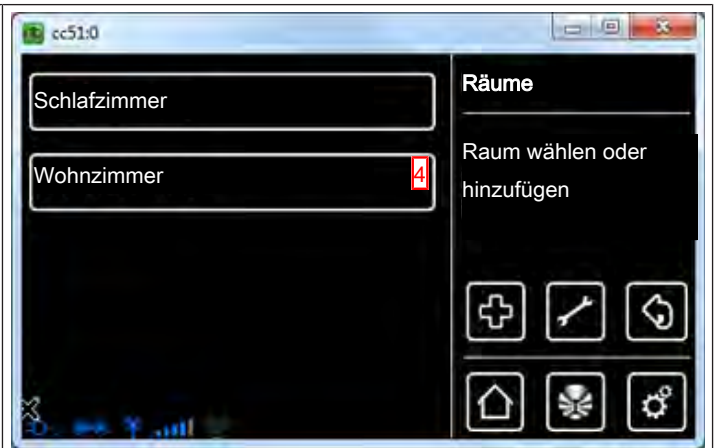 cc51:0
Schlafzimmer
Wohnzimmer 4
Räume
Raum wählen oder
hinzufügen